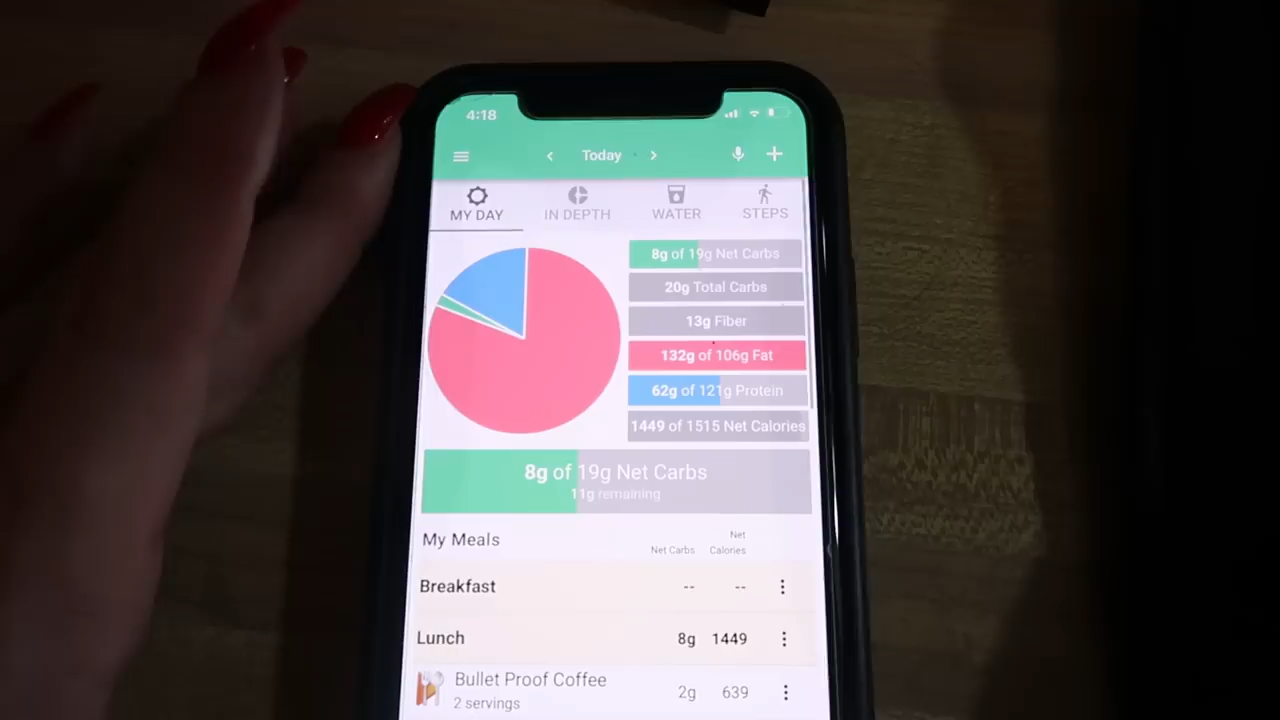 4:18
Today
MY DAY
IN DEPTH
WATER
STEPS
8g of 19g Net Carbs
20g Total Carbs
13g Fiber
132g of 106g Fat
62g of 121g Protein
1449 of 1515 Net Calories
8g of 19g Net Carbs
11g remaining
My Meals
Net Carbs
Net
Calories
Breakfast -- --
Lunch 8g 1449
Bullet Proof Coffee 2g 639
2 servings